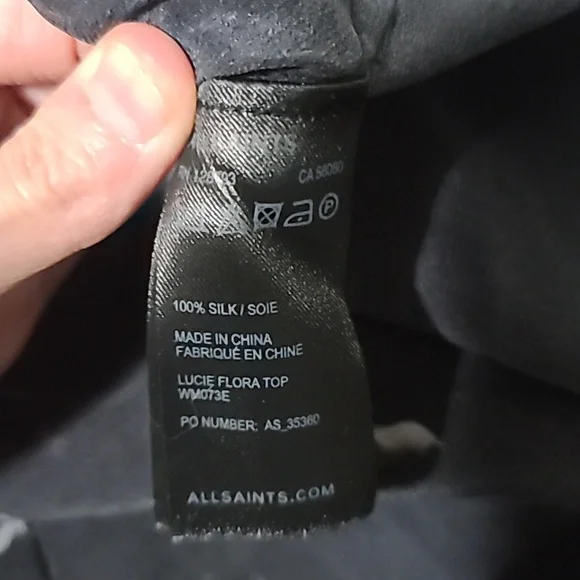 CA 58060
P
100% SILK / SOIE
MADE IN CHINA
FABRIQUÉ EN CHINE
LUCIE FLORA TOP
WM073E
PO NUMBER: AS_35360
ALLSAINTS.COM